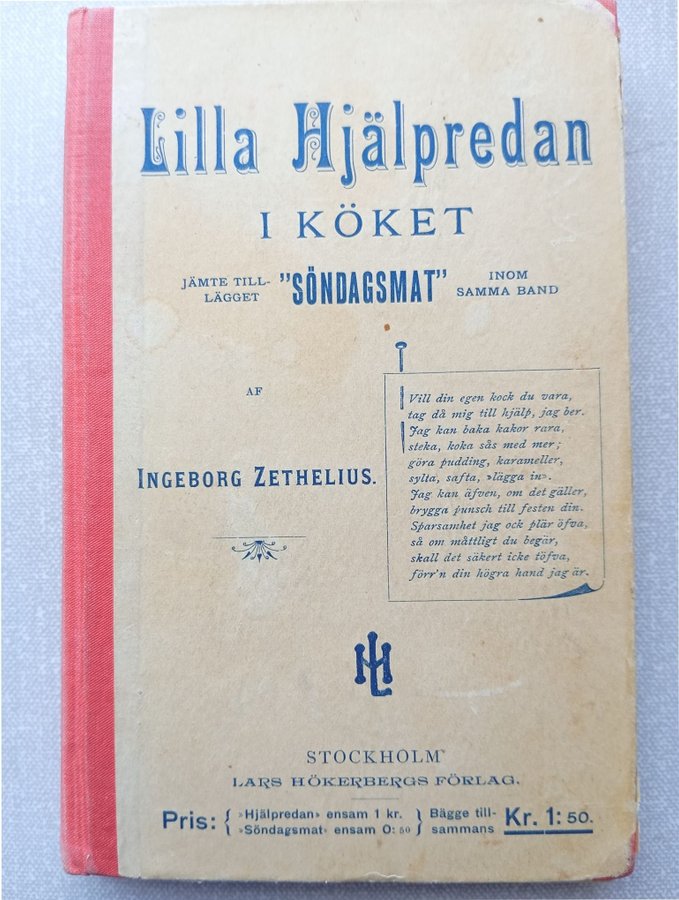 Lilla Hjälpredan
I KÖKET
JÄMTE TILL-
LÄGGET
"SÖNDAGSMAT"
INOM
SAMMA BAND
AF
INGEBORG ZETHELIUS.
Vill din egen kock du vara,
tag då mig till hjälp, jag ber.
Jag kan baka kakor rara,
steka, koka sås med mer;
göra pudding, karameller,
sylta, safta, »lägga in».
Jag kan äfven, om det gäller,
brygga punsch till festen din.
Sparsamhet jag ock plär öfva,
så om måttligt du begär,
skall det säkert icke töfva,
förr'n din högra hand jag är.
LH
STOCKHOLM
LARS HÖKERBERGS FÖRLAG.
Pris: { »Hjälpredan» ensam 1 kr. } Bägge till- Kr. 1: 50.
»Söndagsmat» ensam 0: 50 sammans